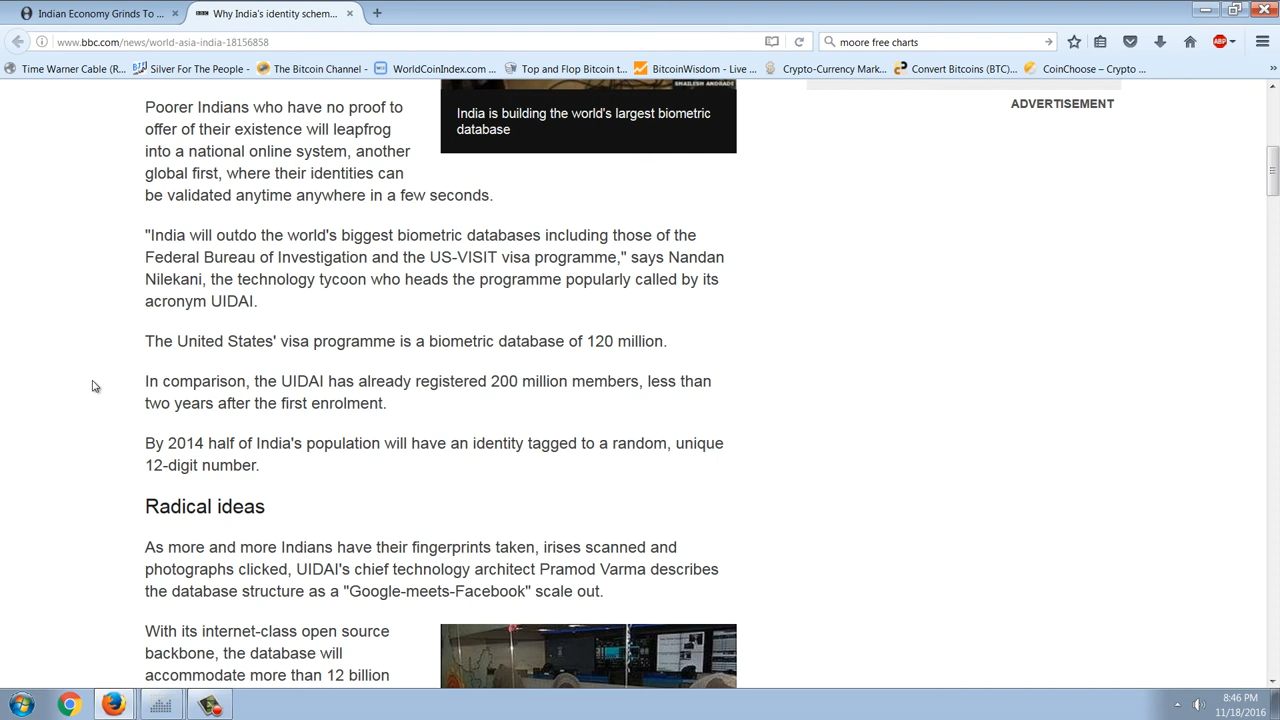 Indian Economy Grinds To ...
BBC
Why India's identity schem...
www.bbc.com/news/world-asia-india-18156858
moore free charts
ABP
Time Warner Cable (R...
Silver For The People - ...
The Bitcoin Channel - ...
WorldCoinIndex.com ...
Top and Flop Bitcoin t...
BitcoinWisdom - Live ...
Crypto-Currency Mark...
Convert Bitcoins (BTC)...
CoinDance – Crypto ...
SHAILESH ANDRADE
ADVERTISEMENT
Poorer Indians who have no proof to
offer of their existence will leapfrog
into a national online system, another
global first, where their identities can
be validated anytime anywhere in a few seconds.
India is building the world's largest biometric
database
"India will outdo the world's biggest biometric databases including those of the
Federal Bureau of Investigation and the US-VISIT visa programme," says Nandan
Nilekani, the technology tycoon who heads the programme popularly called by its
acronym UIDAI.
The United States' visa programme is a biometric database of 120 million.
In comparison, the UIDAI has already registered 200 million members, less than
two years after the first enrolment.
By 2014 half of India's population will have an identity tagged to a random, unique
12-digit number.
Radical ideas
As more and more Indians have their fingerprints taken, irises scanned and
photographs clicked, UIDAI's chief technology architect Pramod Varma describes
the database structure as a "Google-meets-Facebook" scale out.
With its internet-class open source
backbone, the database will
accommodate more than 12 billion
8:46 PM
11/18/2016